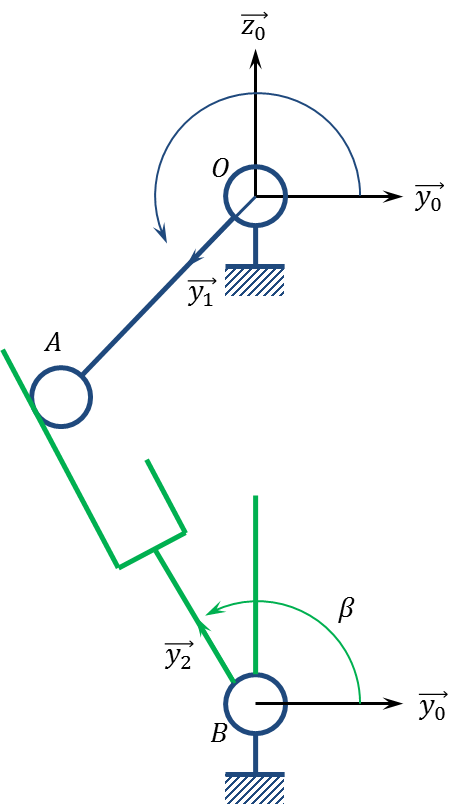 z₀
O
y₀
y₁
A
β
y₂
y₀
B